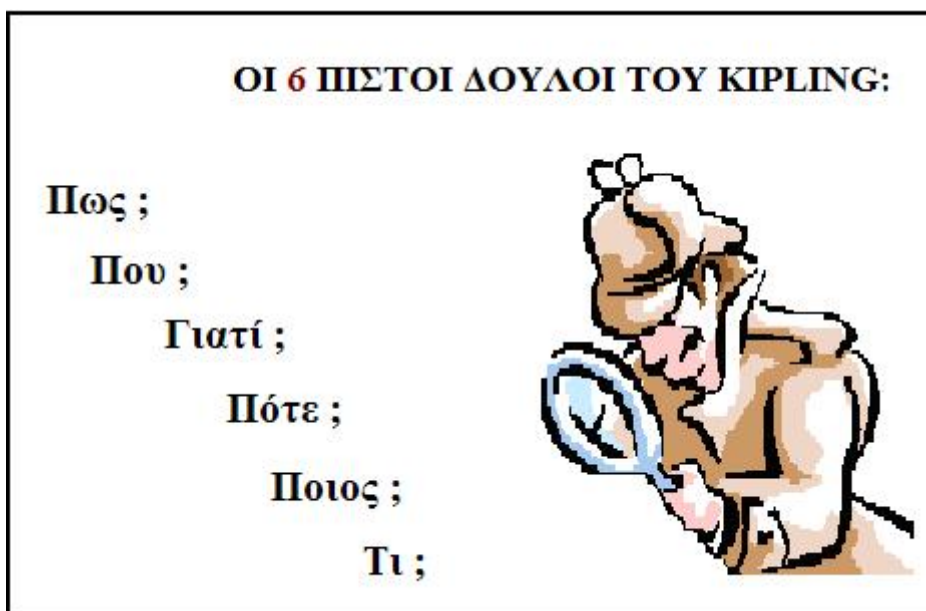 ΟΙ 6 ΠΙΣΤΟΙ ΔΟΥΛΟΙ ΤΟΥ KIPLING:
Πως ;
Που ;
Γιατί ;
Πότε ;
Ποιος ;
Τι ;